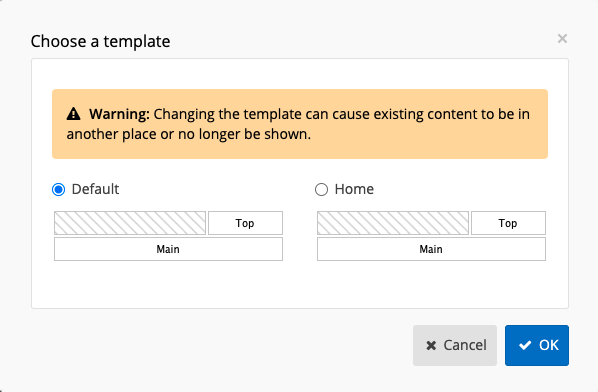 Choose a template
×
Warning: Changing the template can cause existing content to be in
another place or no longer be shown.
Default
Home
Top
Main
Top
Main
Cancel
OK